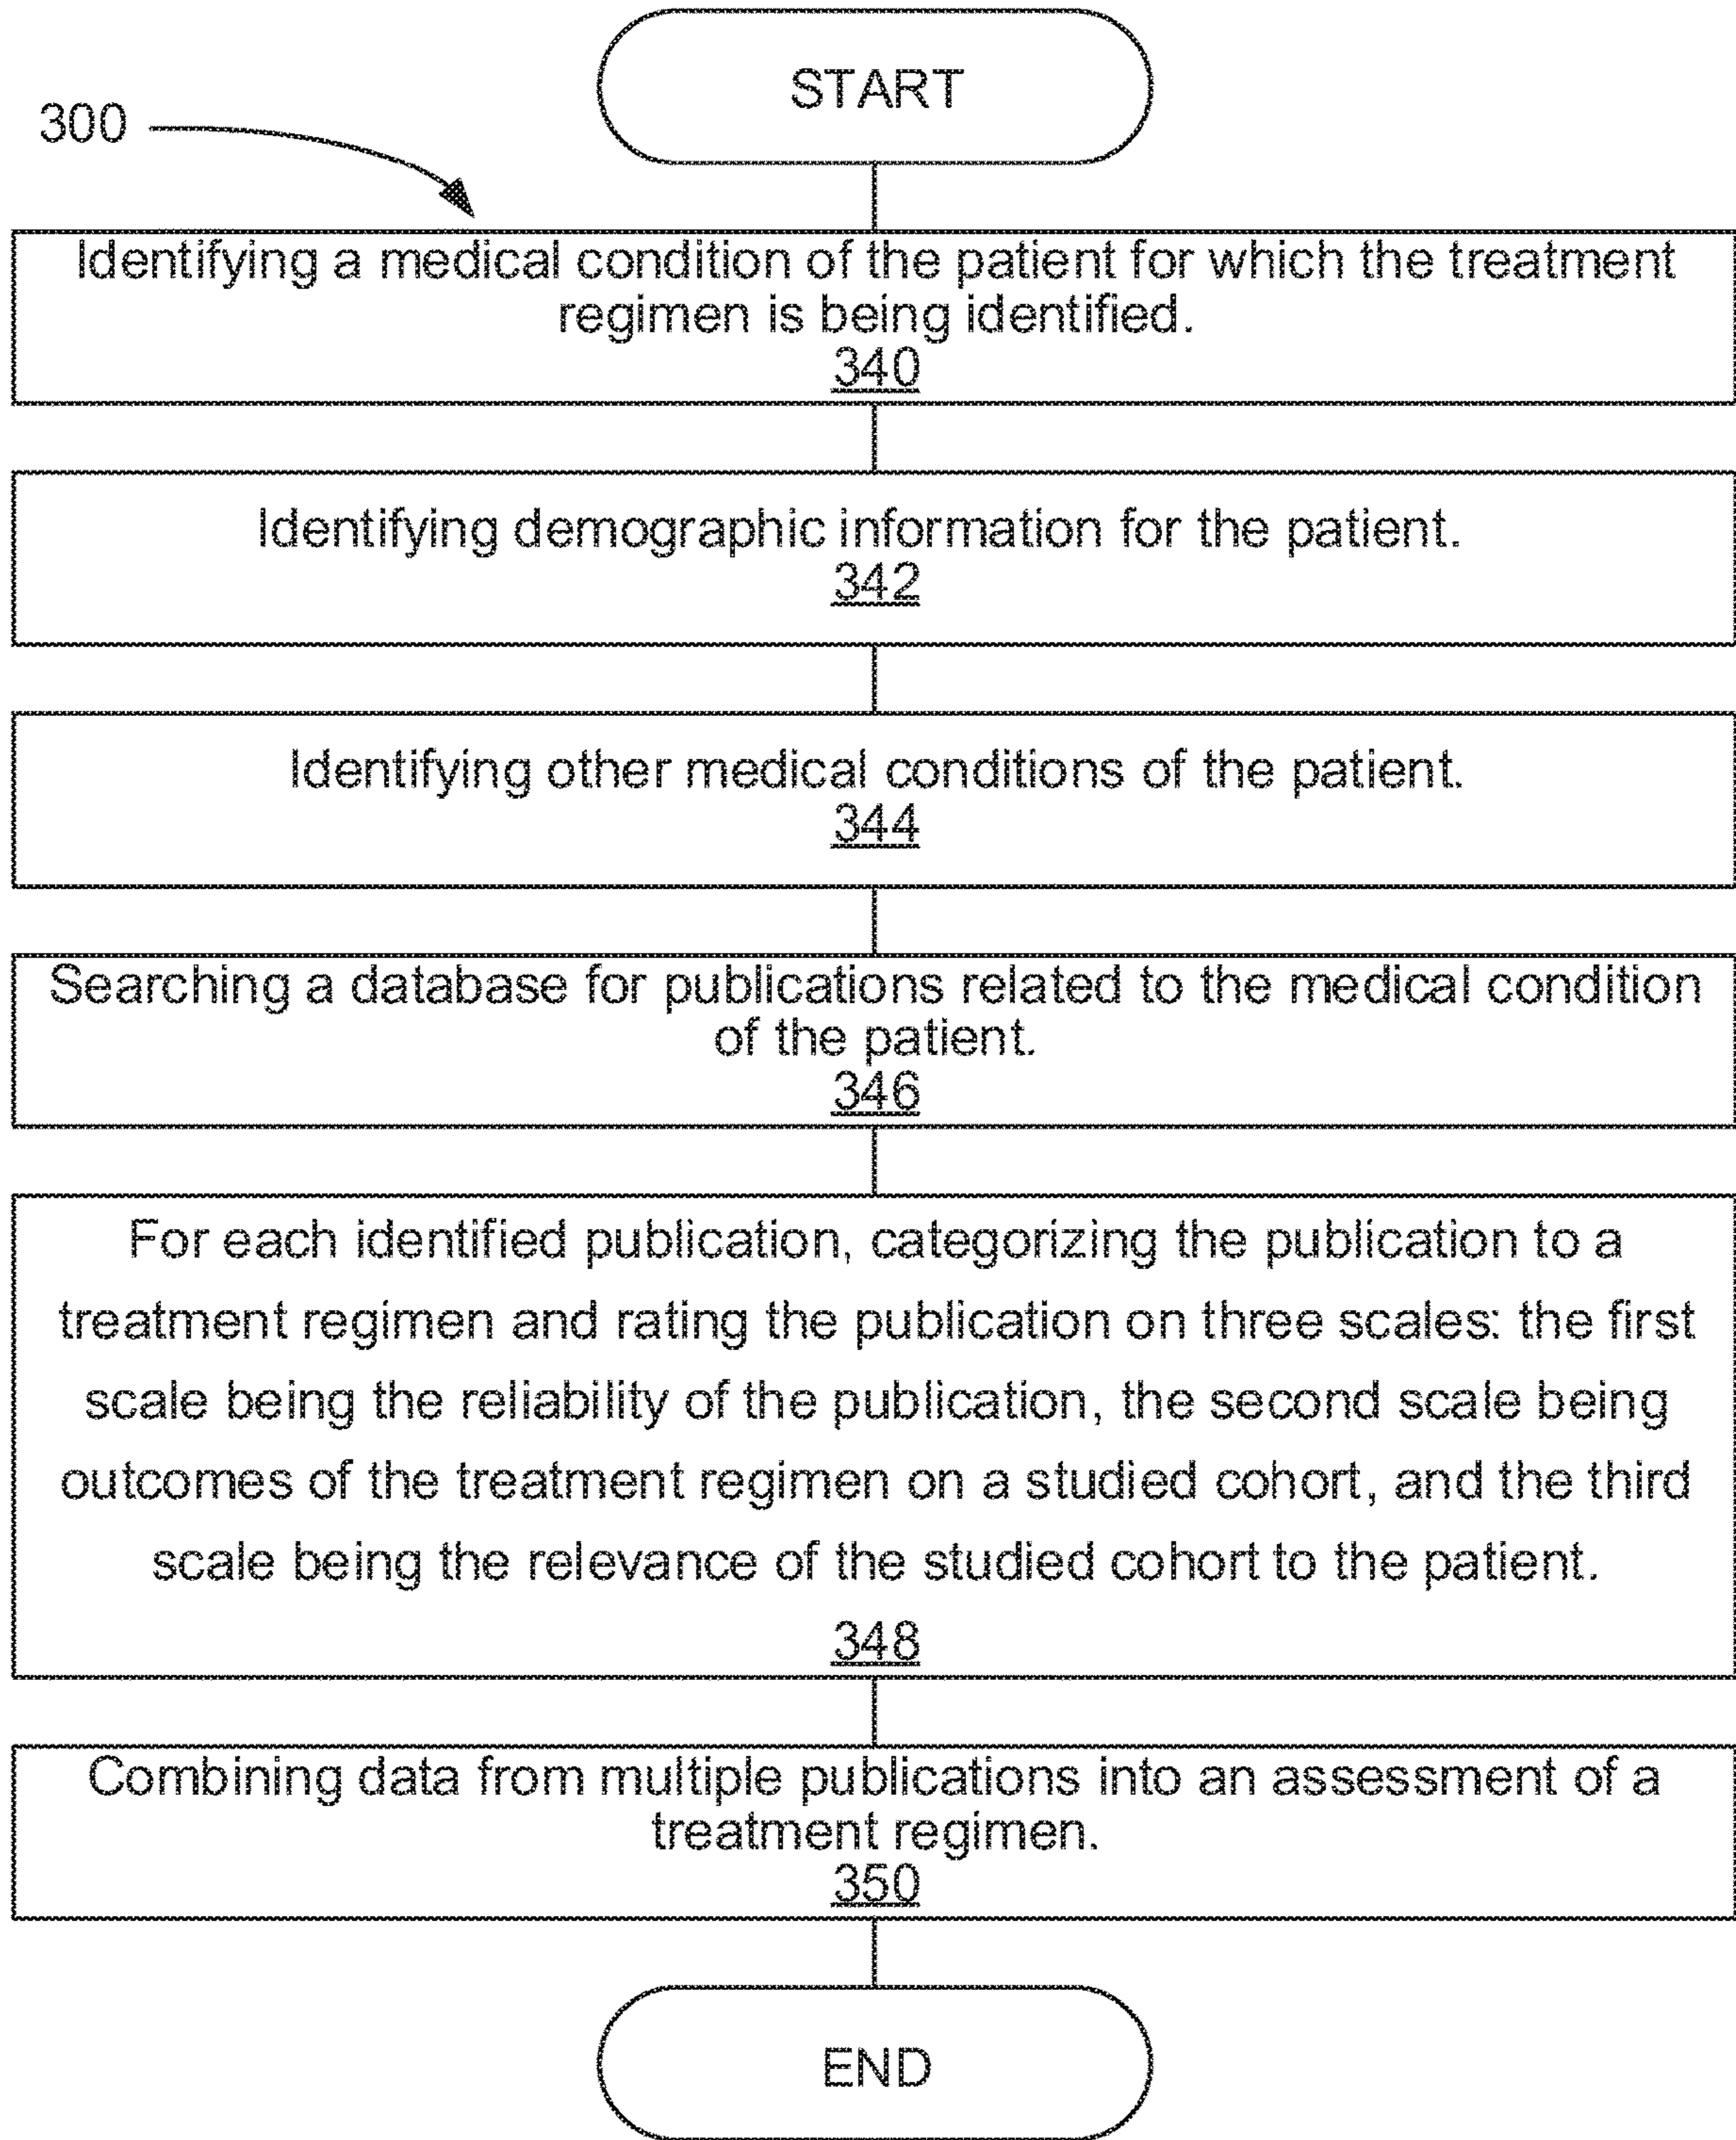 START
300
Identifying a medical condition of the patient for which the treatment
regimen is being identified.
340
Identifying demographic information for the patient.
342
Identifying other medical conditions of the patient.
344
Searching a database for publications related to the medical condition
of the patient.
346
For each identified publication, categorizing the publication to a
treatment regimen and rating the publication on three scales: the first
scale being the reliability of the publication, the second scale being
outcomes of the treatment regimen on a studied cohort, and the third
scale being the relevance of the studied cohort to the patient.
348
Combining data from multiple publications into an assessment of a
treatment regimen.
350
END